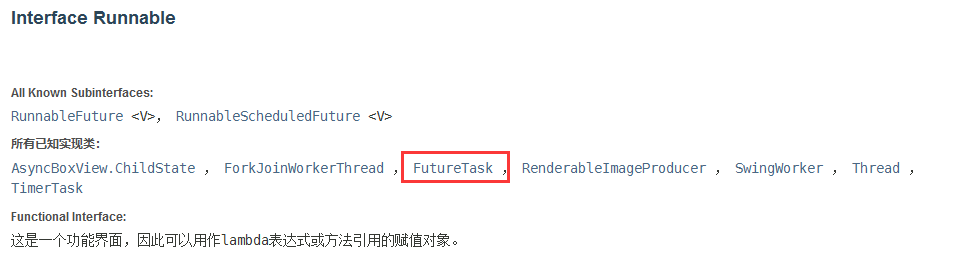 Interface Runnable
All Known Subinterfaces:
RunnableFuture <V>, RunnableScheduledFuture <V>
所有已知实现类:
AsyncBoxView.ChildState , ForkJoinWorkerThread , FutureTask , RenderableImageProducer , SwingWorker , Thread ,
TimerTask
Functional Interface:
这是一个功能界面，因此可以用作lambda表达式或方法引用的赋值对象。